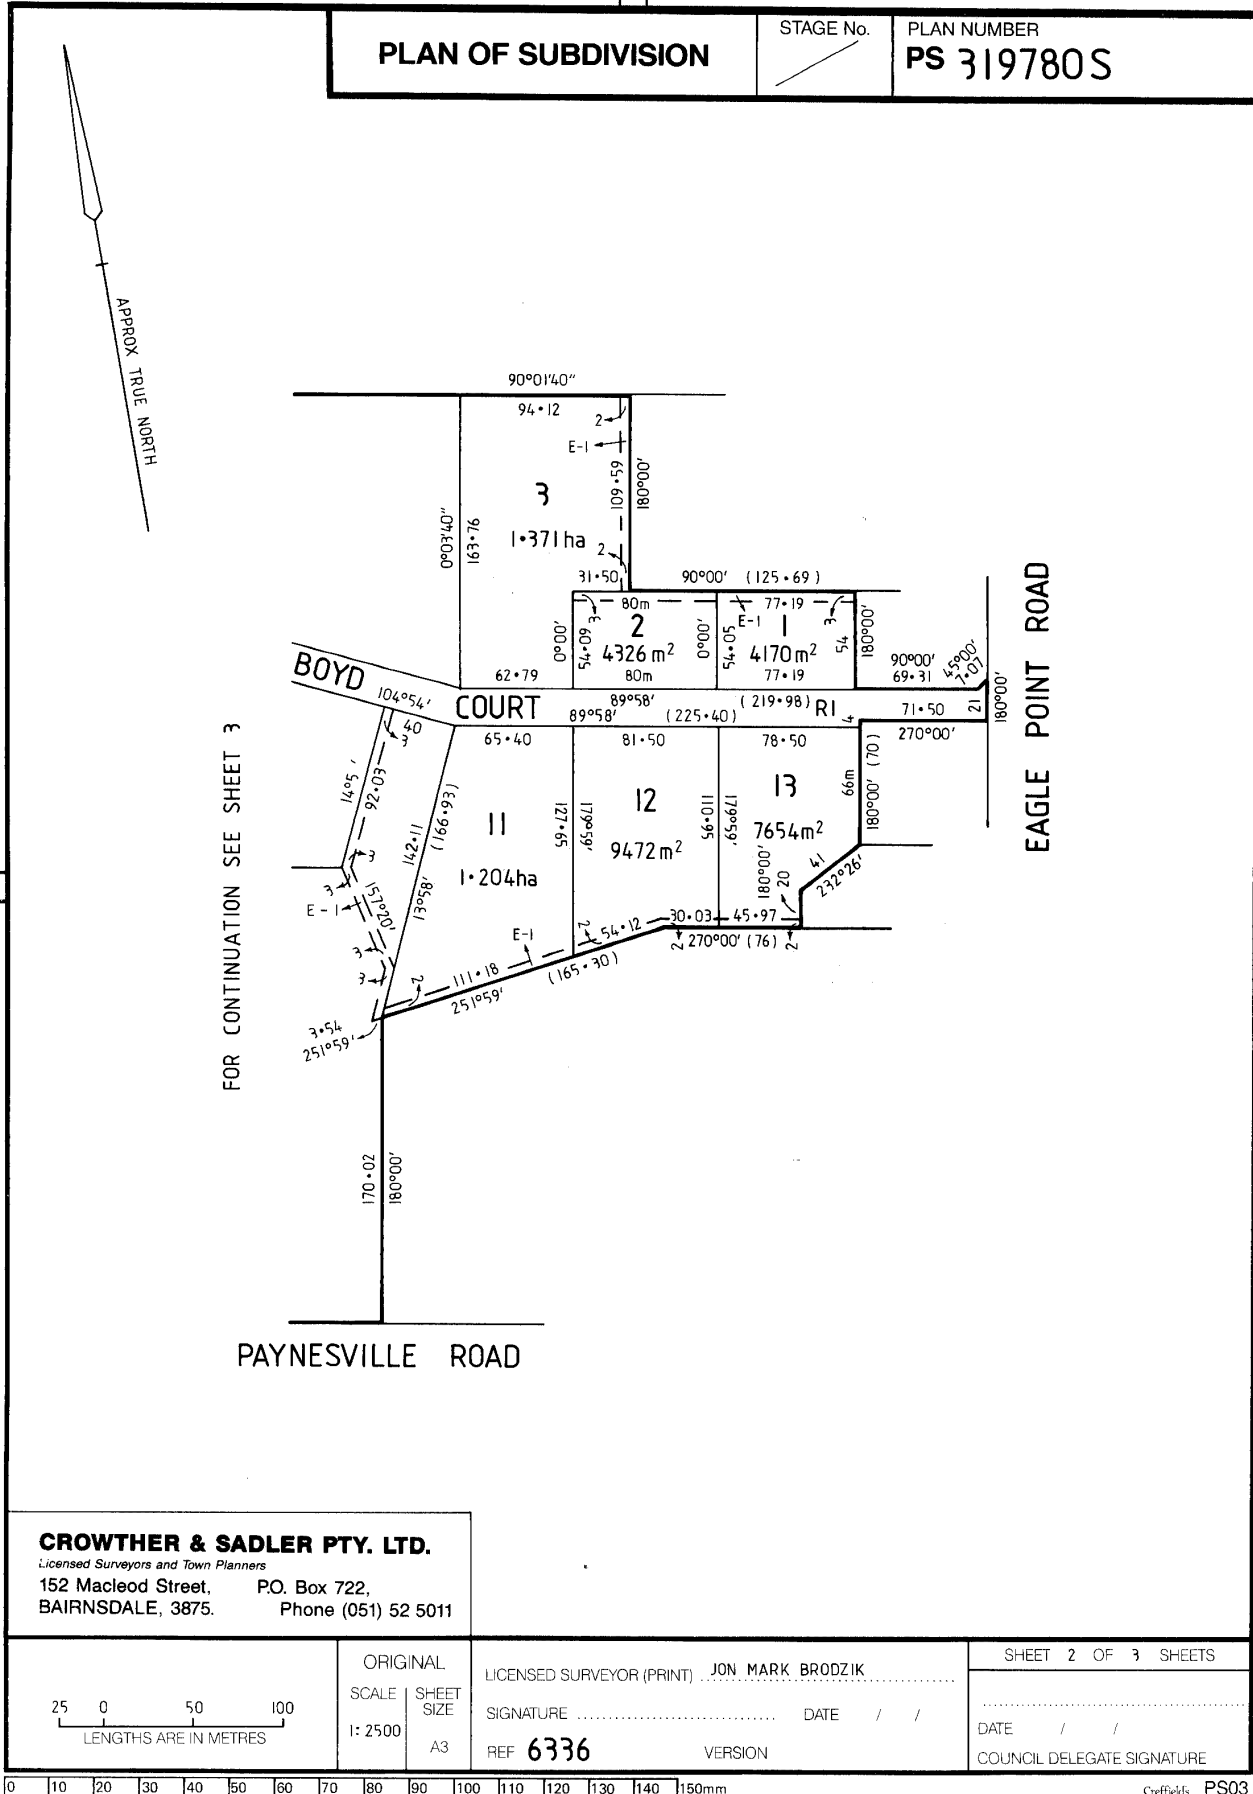 PLAN OF SUBDIVISION
STAGE No.
PLAN NUMBER
PS 319780S
APPROX TRUE NORTH
90°01'40"
94·12
2
E-1
109·59
180°00'
3
1·371ha
0°03'40"
163·76
2
31·50
90°00' (125·69)
80m
77·19
3
E-1
3
2
4326m²
0°00'
54·09
0°00'
54·05
1
4170m²
54
180°00'
62·79
80m
77·19
90°00'
69·31
45°00'
7·07
BOYD
104°54'
COURT
89°58' (219·98)
R1
89°58' (225·40)
4
71·50
21
180°00'
270°00'
EAGLE POINT ROAD
40
3
65·40
81·50
78·50
14°5'
92·03
142·11
(166·93)
13°58'
11
1·204ha
127·65
179°59'
12
9472m²
110·95
179°59'
13
7654m²
66m
180°00' (70)
180°00'
20
41
232°26'
3
3
E-1
157°20'
3
3
E-1
2
54·12
30·03
45·97
2
270°00' (76)
2
111·18
2
251°59'
(165·30)
3·54
251°59'
FOR CONTINUATION SEE SHEET 3
170·02
180°00'
PAYNESVILLE ROAD
CROWTHER & SADLER PTY. LTD.
Licensed Surveyors and Town Planners
152 Macleod Street, P.O. Box 722,
BAIRNSDALE, 3875. Phone (051) 52 5011
25 0 50 100
LENGTHS ARE IN METRES
ORIGINAL
SCALE
1:2500
SHEET SIZE
A3
LICENSED SURVEYOR (PRINT) JON MARK BRODZIK
SIGNATURE DATE / /
REF 6336 VERSION
SHEET 2 OF 3 SHEETS
DATE / /
COUNCIL DELEGATE SIGNATURE
0 10 20 30 40 50 60 70 80 90 100 110 120 130 140 150mm
Creffields PS03